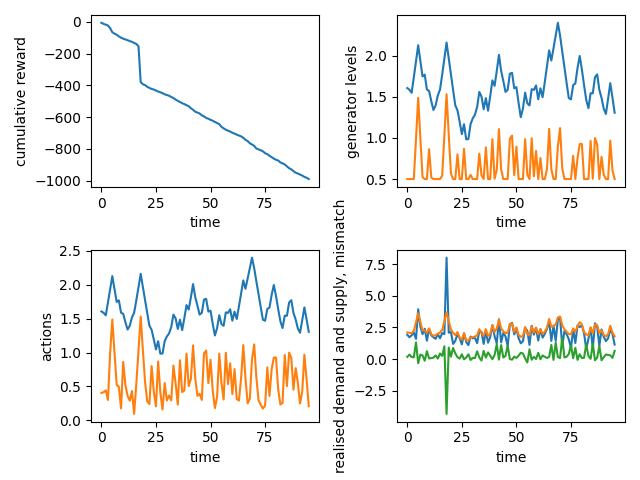 cumulative reward
0
−200
−400
−600
−800
−1000
0 25 50 75
time
generator levels
2.0
1.5
1.0
0.5
0 25 50 75
time
actions
2.5
2.0
1.5
1.0
0.5
0.0
0 25 50 75
time
realised demand and supply, mismatch
7.5
5.0
2.5
0.0
−2.5
0 25 50 75
time